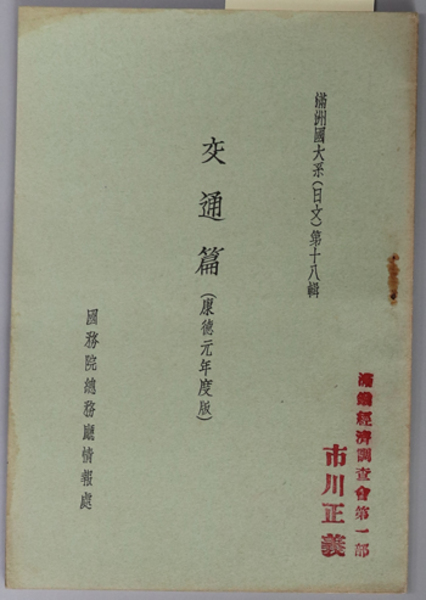 滿洲國大系(日文)第十八輯
交通篇(康德元年度版)
國務院總務廳情報處
滿鐵經濟調查會第一部
市川正義